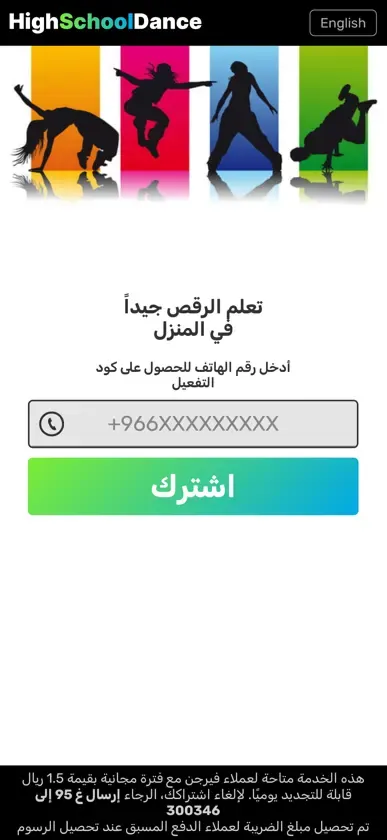 HighSchoolDance
English
تعلم الرقص جيداً
في المنزل
أدخل رقم الهاتف للحصول على كود
التفعيل
+966XXXXXXXXX
اشترك
هذه الخدمة متاحة لعملاء فيرجن مع فترة مجانية بقيمة 1.5 ريال
قابلة للتجديد يوميًا. لإلغاء اشتراكك، الرجاء إرسال غ 95 إلى
300346
تم تحصيل مبلغ الضريبة لعملاء الدفع المسبق عند تحصيل الرسوم